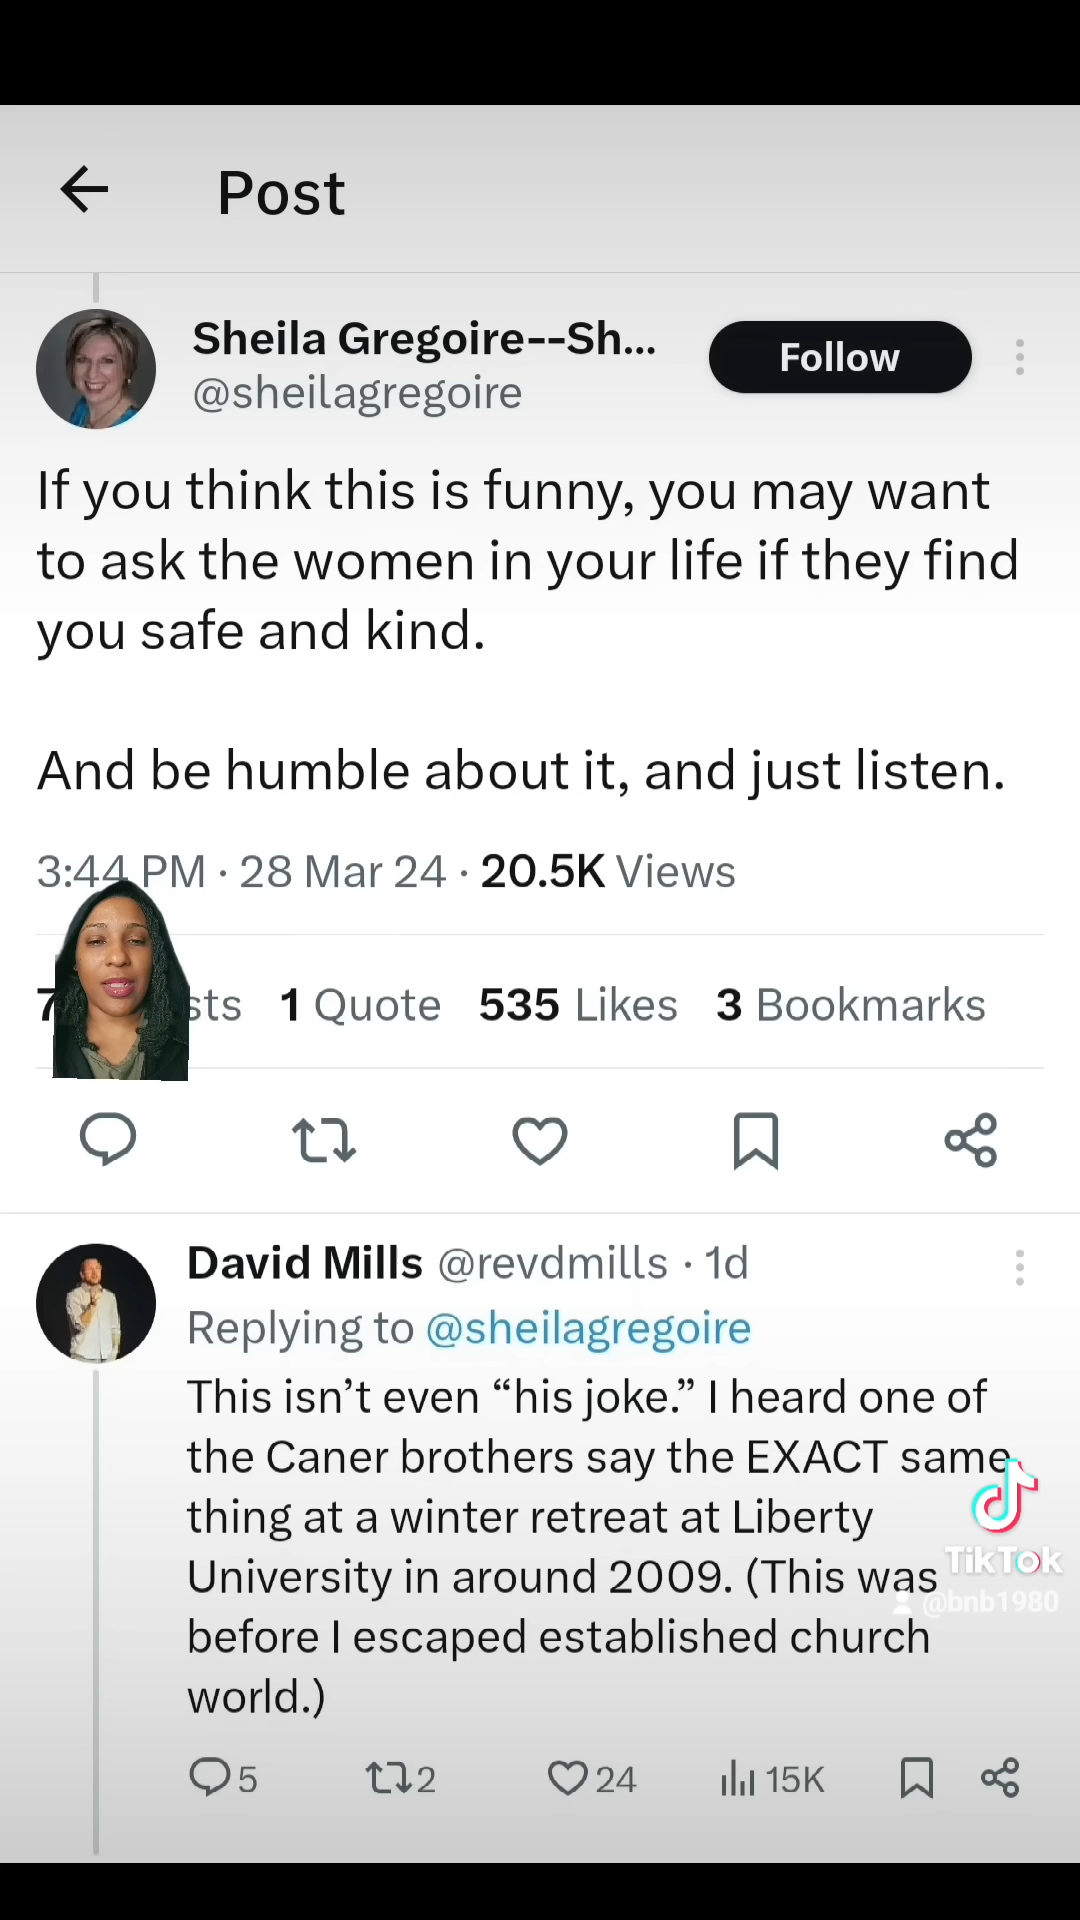 Post
Sheila Gregoire--Sh...
Follow
@sheilagregoire
If you think this is funny, you may want
to ask the women in your life if they find
you safe and kind.
And be humble about it, and just listen.
3:44 PM · 28 Mar 24 · 20.5K Views
1 Quote 535 Likes 3 Bookmarks
David Mills @revdmills · 1d
Replying to @sheilagregoire
This isn’t even “his joke.” I heard one of
the Caner brothers say the EXACT same
thing at a winter retreat at Liberty
University in around 2009. (This was
before I escaped established church
world.)
TikTok
@bnb1980
5 2 24 15K